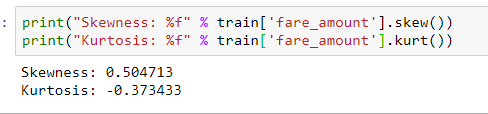 : print("Skewness: %f" % train['fare_amount'].skew())
print("Kurtosis: %f" % train['fare_amount'].kurt())
Skewness: 0.504713
Kurtosis: -0.373433